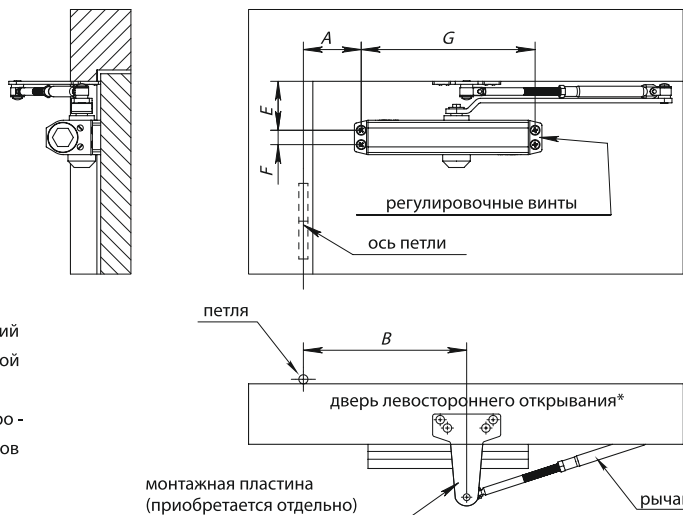 A
G
E
F
регулировочные винты
ось петли
петля
B
дверь левостороннего открывания*
монтажная пластина
(приобретается отдельно)